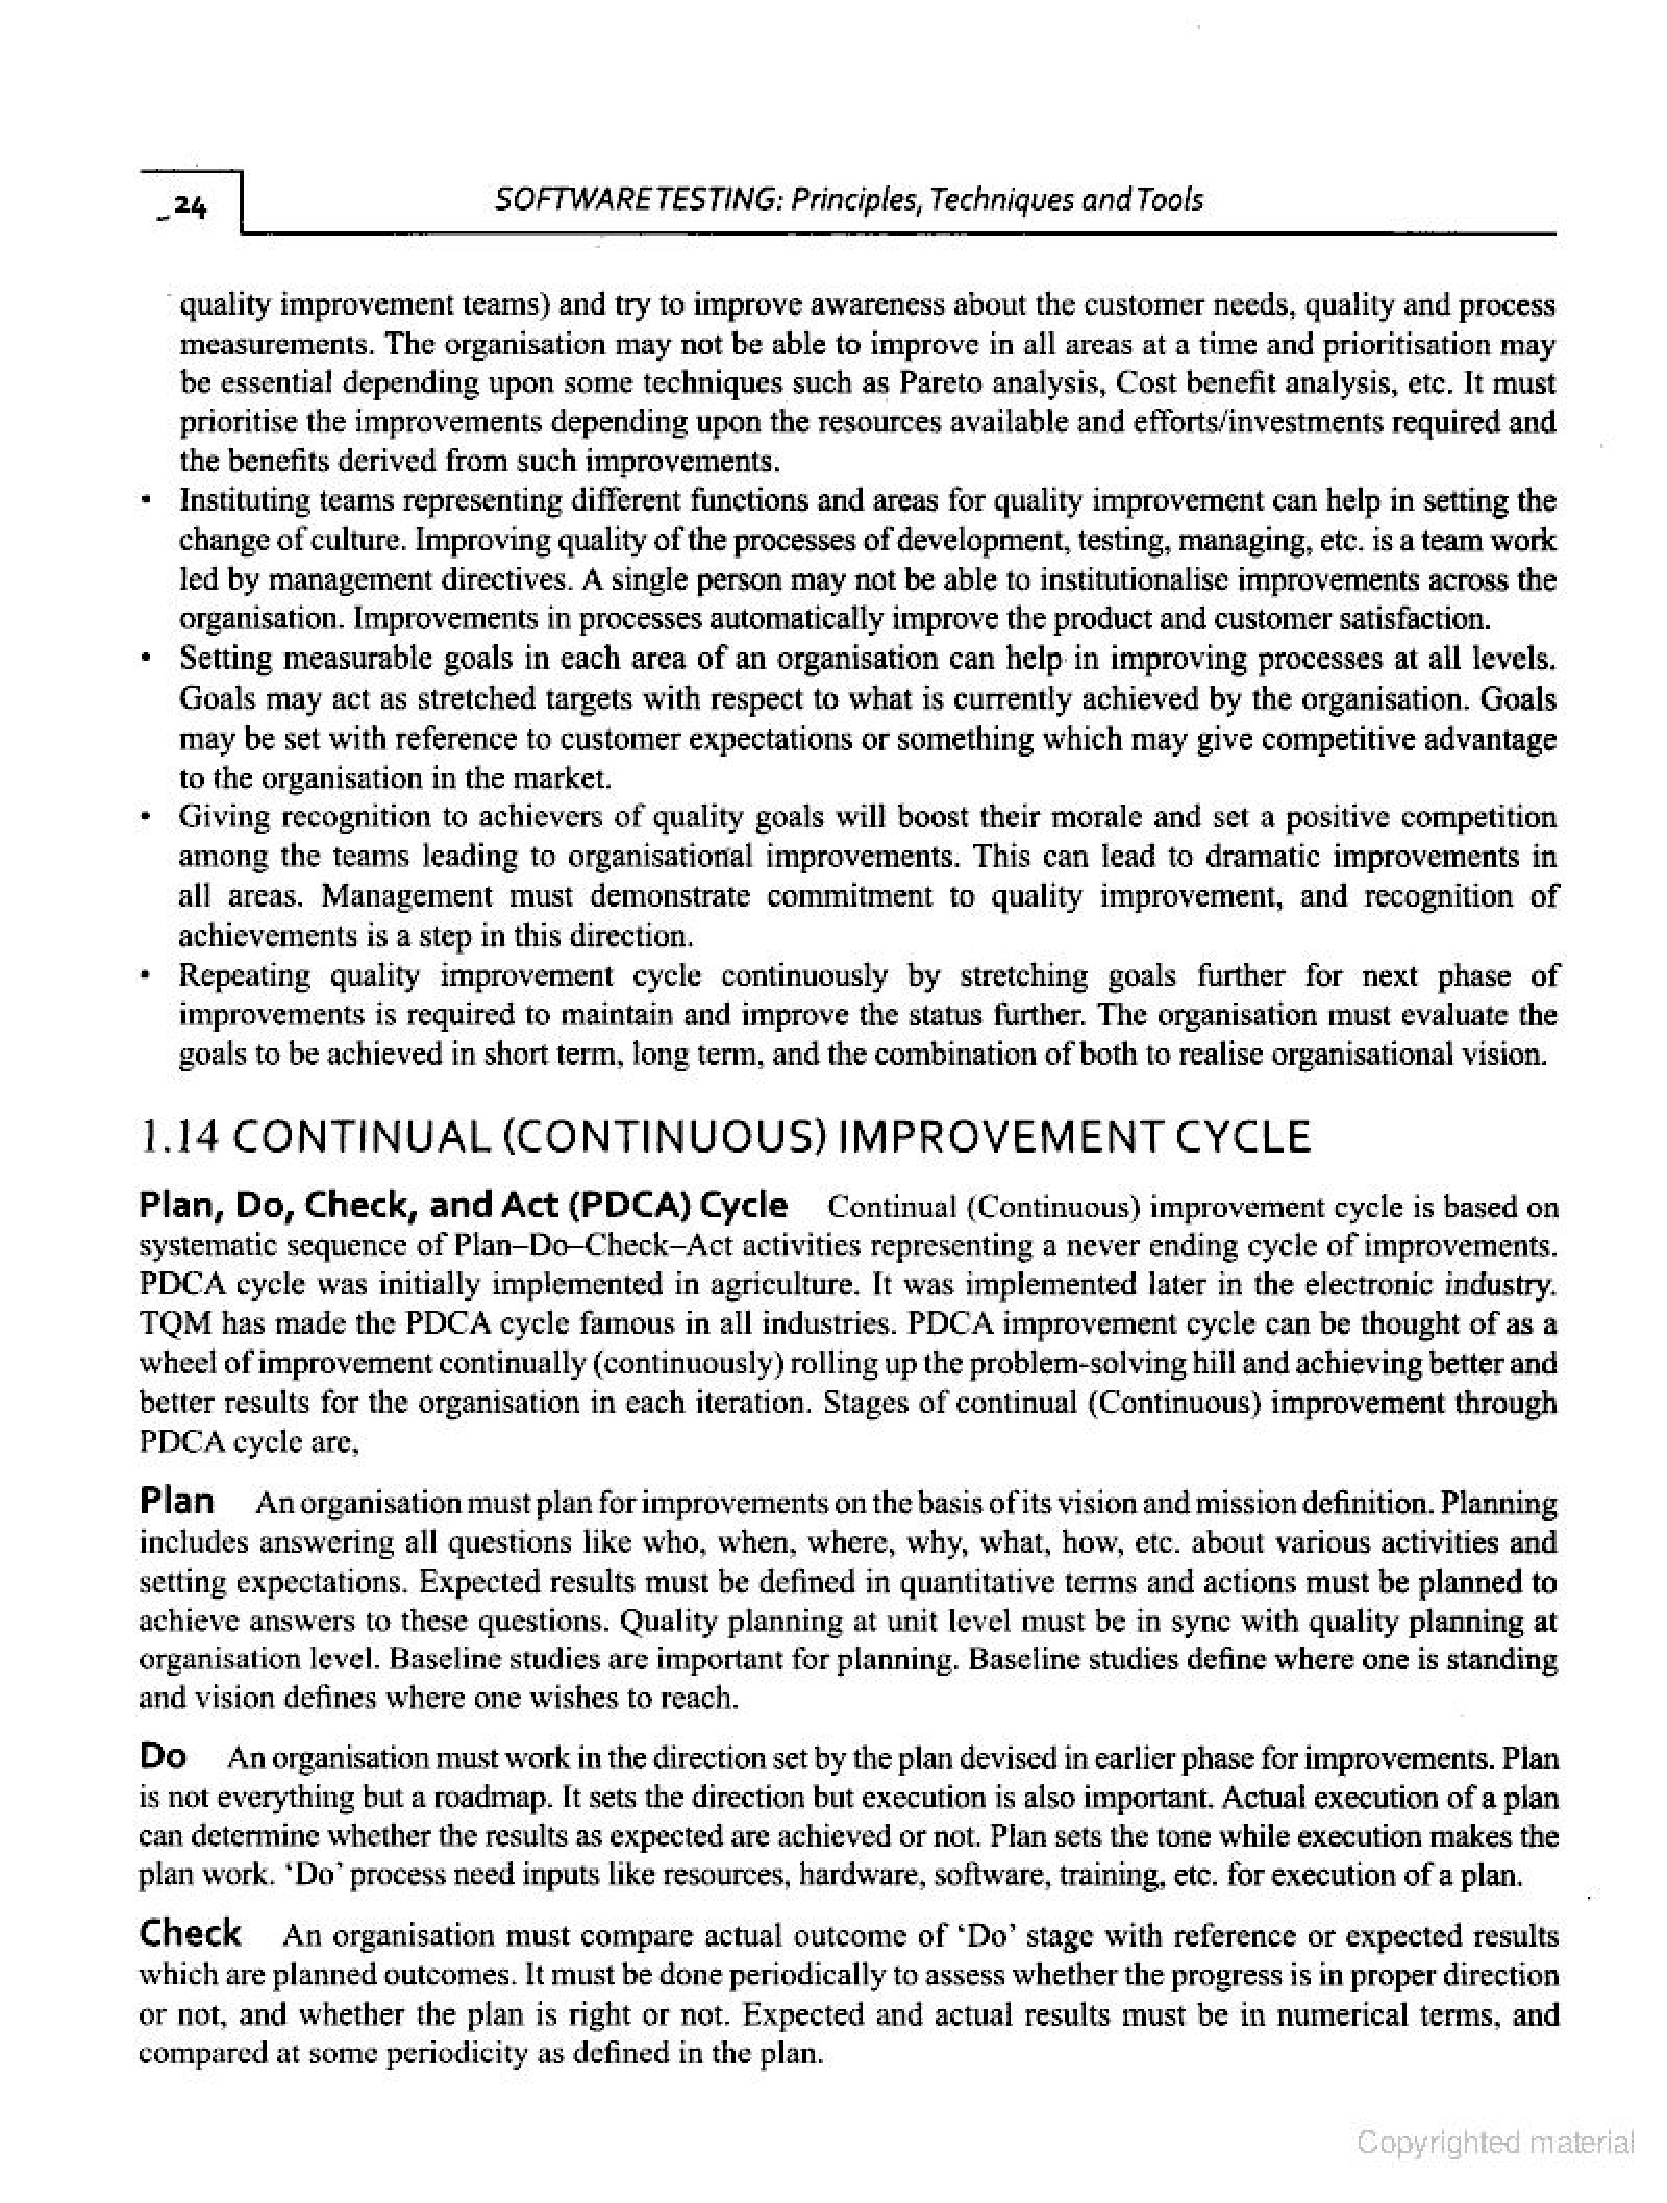 24
SOFTWARE TESTING: Principles, Techniques and Tools
quality improvement teams) and try to improve awareness about the customer needs, quality and process
measurements. The organisation may not be able to improve in all areas at a time and prioritisation may
be essential depending upon some techniques such as Pareto analysis, Cost benefit analysis, etc. It must
prioritise the improvements depending upon the resources available and efforts/investments required and
the benefits derived from such improvements.
• Instituting teams representing different functions and areas for quality improvement can help in setting the
change of culture. Improving quality of the processes of development, testing, managing, etc. is a team work
led by management directives. A single person may not be able to institutionalise improvements across the
organisation. Improvements in processes automatically improve the product and customer satisfaction.
• Setting measurable goals in each area of an organisation can help in improving processes at all levels.
Goals may act as stretched targets with respect to what is currently achieved by the organisation. Goals
may be set with reference to customer expectations or something which may give competitive advantage
to the organisation in the market.
• Giving recognition to achievers of quality goals will boost their morale and set a positive competition
among the teams leading to organisational improvements. This can lead to dramatic improvements in
all areas. Management must demonstrate commitment to quality improvement, and recognition of
achievements is a step in this direction.
• Repeating quality improvement cycle continuously by stretching goals further for next phase of
improvements is required to maintain and improve the status further. The organisation must evaluate the
goals to be achieved in short term, long term, and the combination of both to realise organisational vision.
1.14 CONTINUAL (CONTINUOUS) IMPROVEMENT CYCLE
Plan, Do, Check, and Act (PDCA) Cycle Continual (Continuous) improvement cycle is based on
systematic sequence of Plan–Do–Check–Act activities representing a never ending cycle of improvements.
PDCA cycle was initially implemented in agriculture. It was implemented later in the electronic industry.
TQM has made the PDCA cycle famous in all industries. PDCA improvement cycle can be thought of as a
wheel of improvement continually (continuously) rolling up the problem-solving hill and achieving better and
better results for the organisation in each iteration. Stages of continual (Continuous) improvement through
PDCA cycle are,
Plan An organisation must plan for improvements on the basis of its vision and mission definition. Planning
includes answering all questions like who, when, where, why, what, how, etc. about various activities and
setting expectations. Expected results must be defined in quantitative terms and actions must be planned to
achieve answers to these questions. Quality planning at unit level must be in sync with quality planning at
organisation level. Baseline studies are important for planning. Baseline studies define where one is standing
and vision defines where one wishes to reach.
Do An organisation must work in the direction set by the plan devised in earlier phase for improvements. Plan
is not everything but a roadmap. It sets the direction but execution is also important. Actual execution of a plan
can determine whether the results as expected are achieved or not. Plan sets the tone while execution makes the
plan work. ‘Do’ process need inputs like resources, hardware, software, training, etc. for execution of a plan.
Check An organisation must compare actual outcome of ‘Do’ stage with reference or expected results
which are planned outcomes. It must be done periodically to assess whether the progress is in proper direction
or not, and whether the plan is right or not. Expected and actual results must be in numerical terms, and
compared at some periodicity as defined in the plan.
Copyrighted material